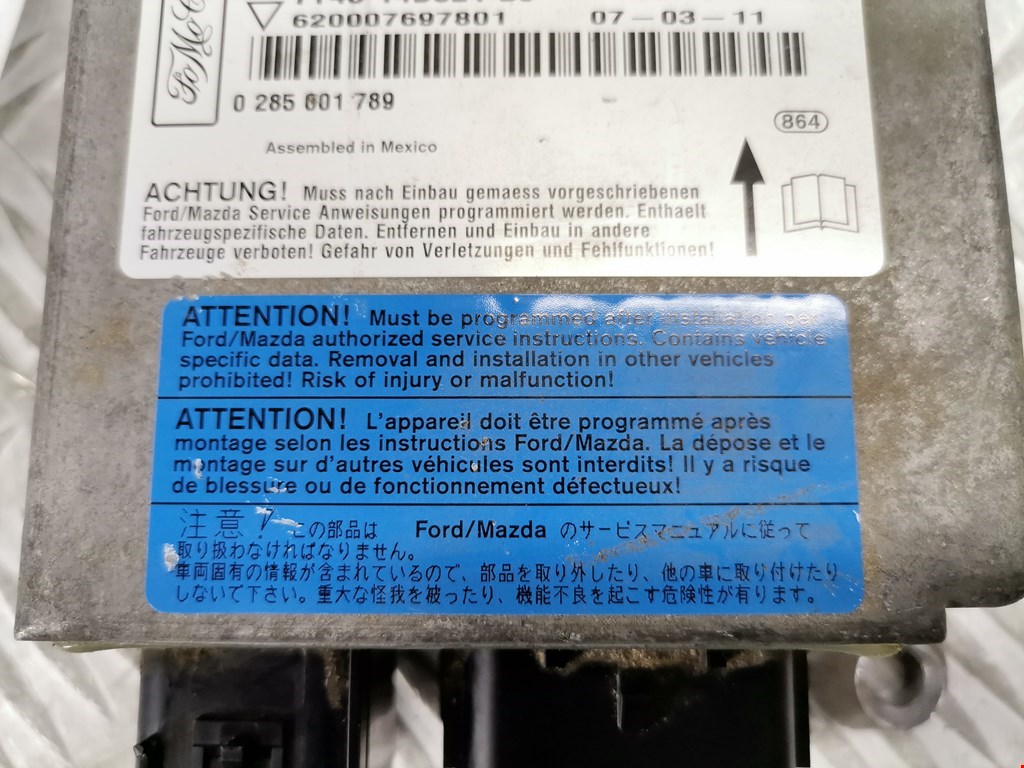 FoMoC
620007697801 07-03-11
0 285 001 789
864
Assembled in Mexico
ACHTUNG! Muss nach Einbau gemaess vorgeschriebenen
Ford/Mazda Service Anweisungen programmiert werden. Enthaelt
fahrzeugspezifische Daten. Entfernen und Einbau in andere
Fahrzeuge verboten! Gefahr von Verletzungen und Fehlfunktionen!
ATTENTION! Must be programmed after installation per
Ford/Mazda authorized service instructions. Contains vehicle
specific data. Removal and installation in other vehicles
prohibited! Risk of injury or malfunction!
ATTENTION! L'appareil doit être programmé après
montage selon les instructions Ford/Mazda. La dépose et le
montage sur d'autres véhicules sont interdits! Il y a risque
de blessure ou de fonctionnement défectueux!
注意! この部品は Ford/Mazda のサービスマニュアルに従って
取り扱わなければなりません。
車両固有の情報が含まれているので、部品を取り外したり、他の車に取り付けたり
しないで下さい。重大な怪我を被ったり、機能不良を起こす危険性が有ります。